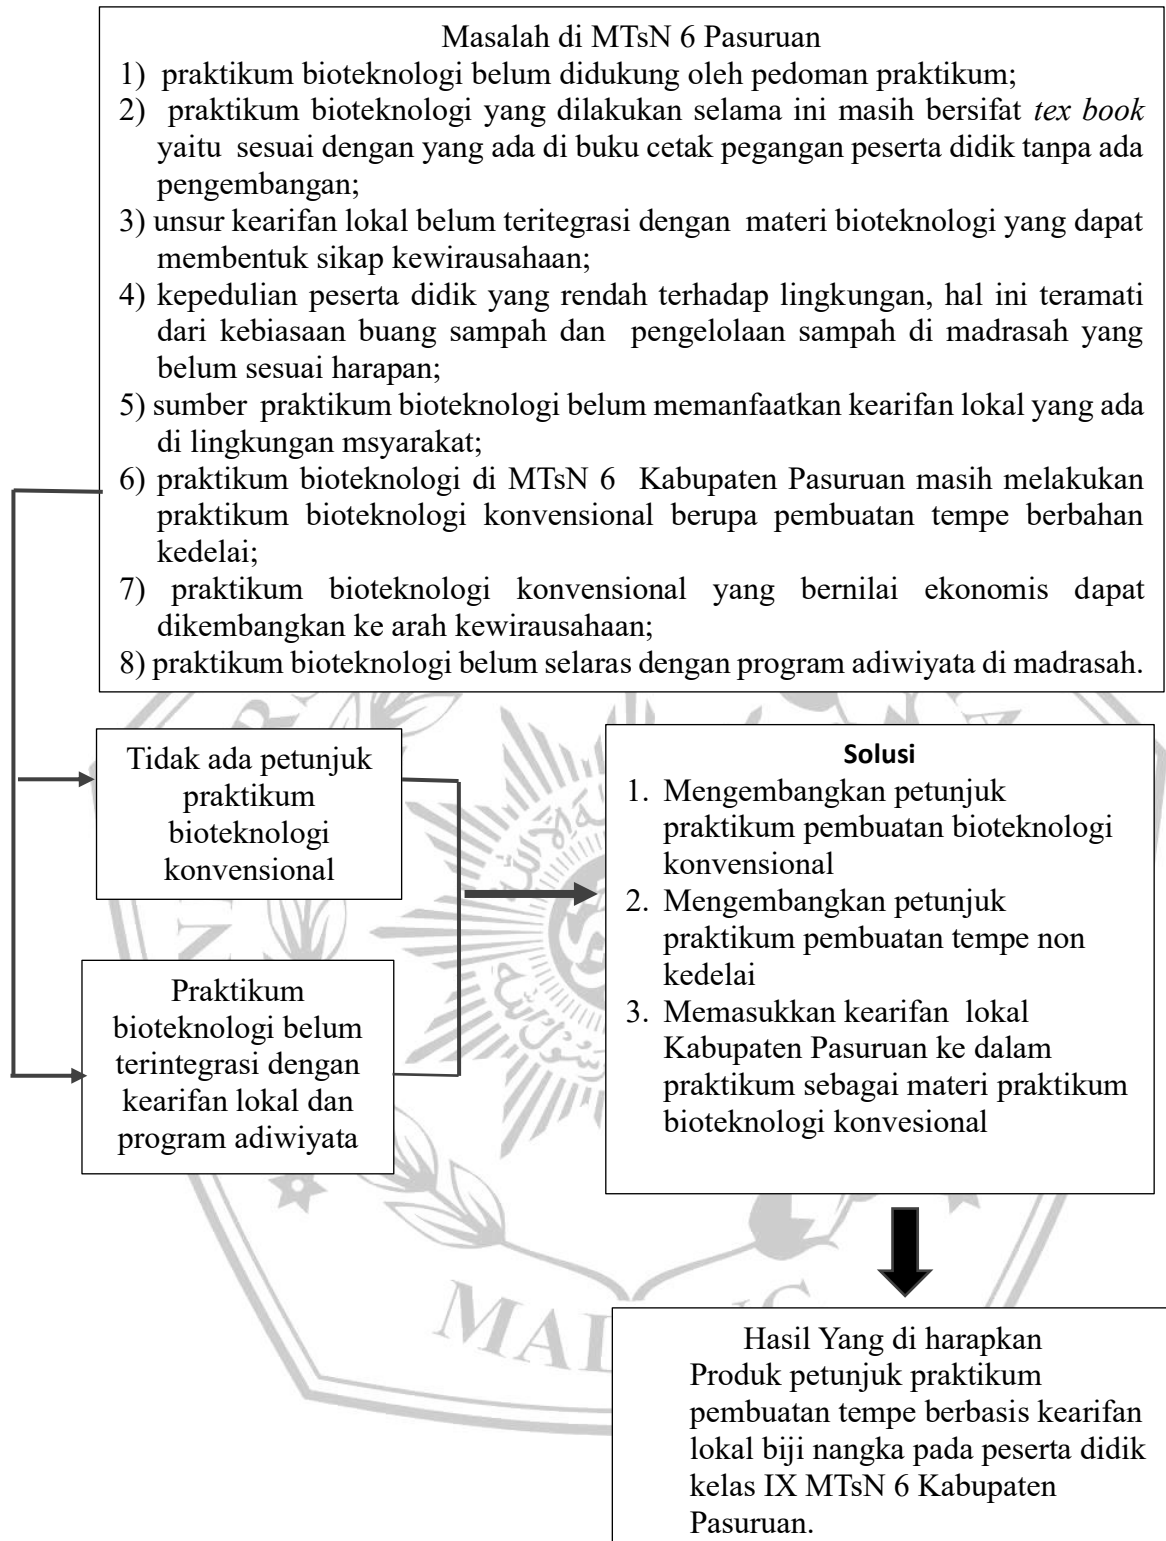 Masalah di MTsN 6 Pasuruan
1) praktikum bioteknologi belum didukung oleh pedoman praktikum;
2) praktikum bioteknologi yang dilakukan selama ini masih bersifat tex book
yaitu sesuai dengan yang ada di buku cetak pegangan peserta didik tanpa ada
pengembangan;
3) unsur kearifan lokal belum teritegrasi dengan materi bioteknologi yang dapat
membentuk sikap kewirausahaan;
4) kepedulian peserta didik yang rendah terhadap lingkungan, hal ini teramati
dari kebiasaan buang sampah dan pengelolaan sampah di madrasah yang
belum sesuai harapan;
5) sumber praktikum bioteknologi belum memanfaatkan kearifan lokal yang ada
di lingkungan msyarakat;
6) praktikum bioteknologi di MTsN 6 Kabupaten Pasuruan masih melakukan
praktikum bioteknologi konvensional berupa pembuatan tempe berbahan
kedelai;
7) praktikum bioteknologi konvensional yang bernilai ekonomis dapat
dikembangkan ke arah kewirausahaan;
8) praktikum bioteknologi belum selaras dengan program adiwiyata di madrasah.
Tidak ada petunjuk
praktikum
bioteknologi
konvensional
Praktikum
bioteknologi belum
terintegrasi dengan
kearifan lokal dan
program adiwiyata
Solusi
1. Mengembangkan petunjuk
praktikum pembuatan bioteknologi
konvensional
2. Mengembangkan petunjuk
praktikum pembuatan tempe non
kedelai
3. Memasukkan kearifan lokal
Kabupaten Pasuruan ke dalam
praktikum sebagai materi praktikum
bioteknologi konvesional
Hasil Yang di harapkan
Produk petunjuk praktikum
pembuatan tempe berbasis kearifan
lokal biji nangka pada peserta didik
kelas IX MTsN 6 Kabupaten
Pasuruan.